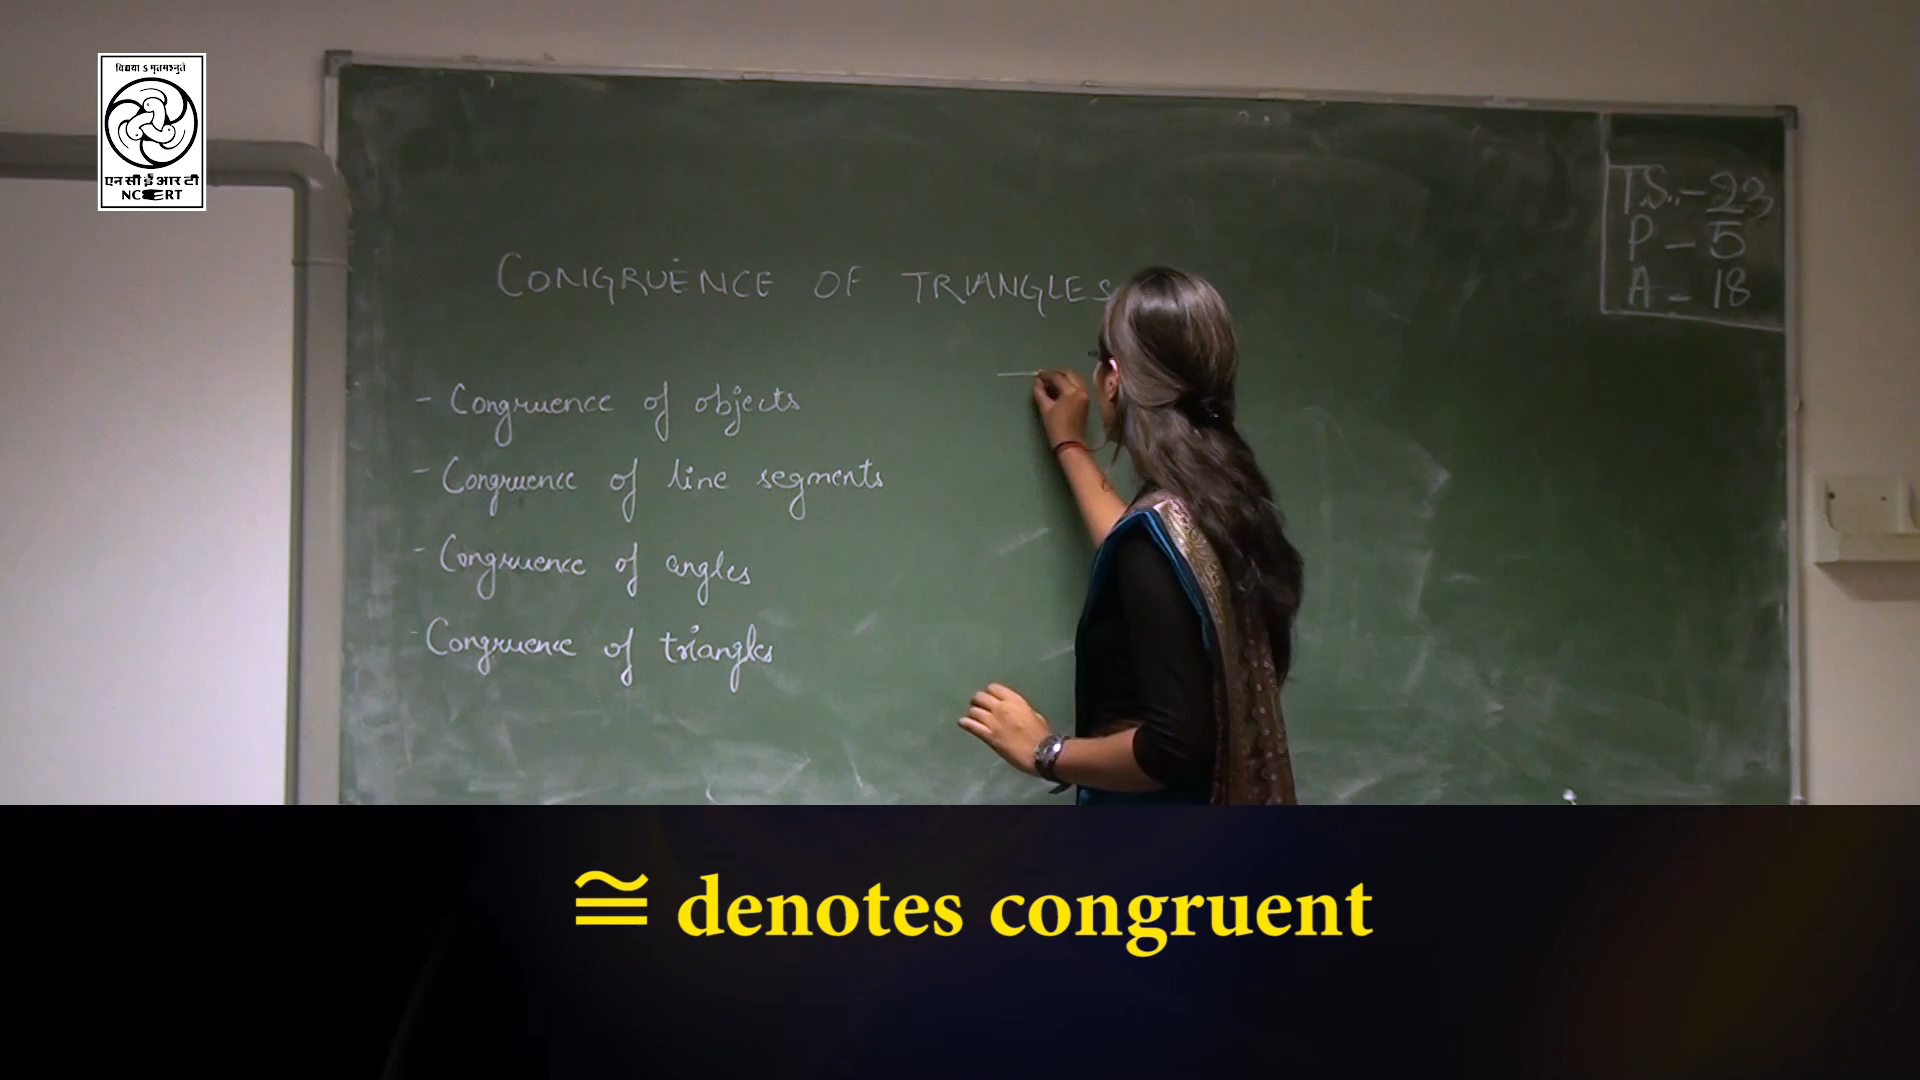 विद्यया ऽ मृतमश्नुते
एन सी ई आर टी
NCERT
T.S. - 23
P - 5
A - 18
CONGRUENCE OF TRIANGLES
- Congruence of objects
- Congruence of line segments
- Congruence of angles
- Congruence of triangles
≅ denotes congruent